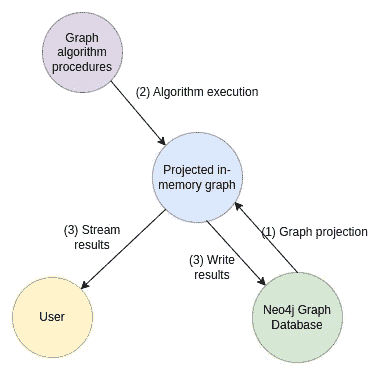 Graph
algorithm
procedures
(2) Algorithm execution
Projected in-
memory graph
(3) Stream
results
(1) Graph projection
(3) Write
results
User
Neo4j Graph
Database